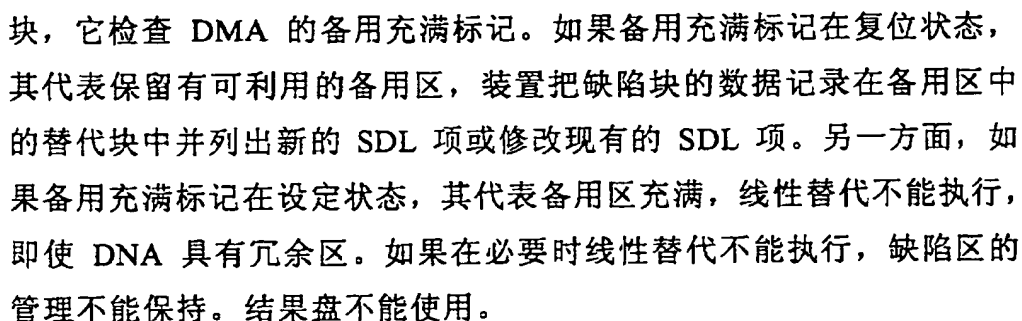 块，它检查 DMA 的备用充满标记。如果备用充满标记在复位状态，
其代表保留有可利用的备用区，装置把缺陷块的数据记录在备用区中
的替代块中并列出新的 SDL 项或修改现有的 SDL 项。另一方面，如
果备用充满标记在设定状态，其代表备用区充满，线性替代不能执行，
即使 DNA 具有冗余区。如果在必要时线性替代不能执行，缺陷区的
管理不能保持。结果盘不能使用。